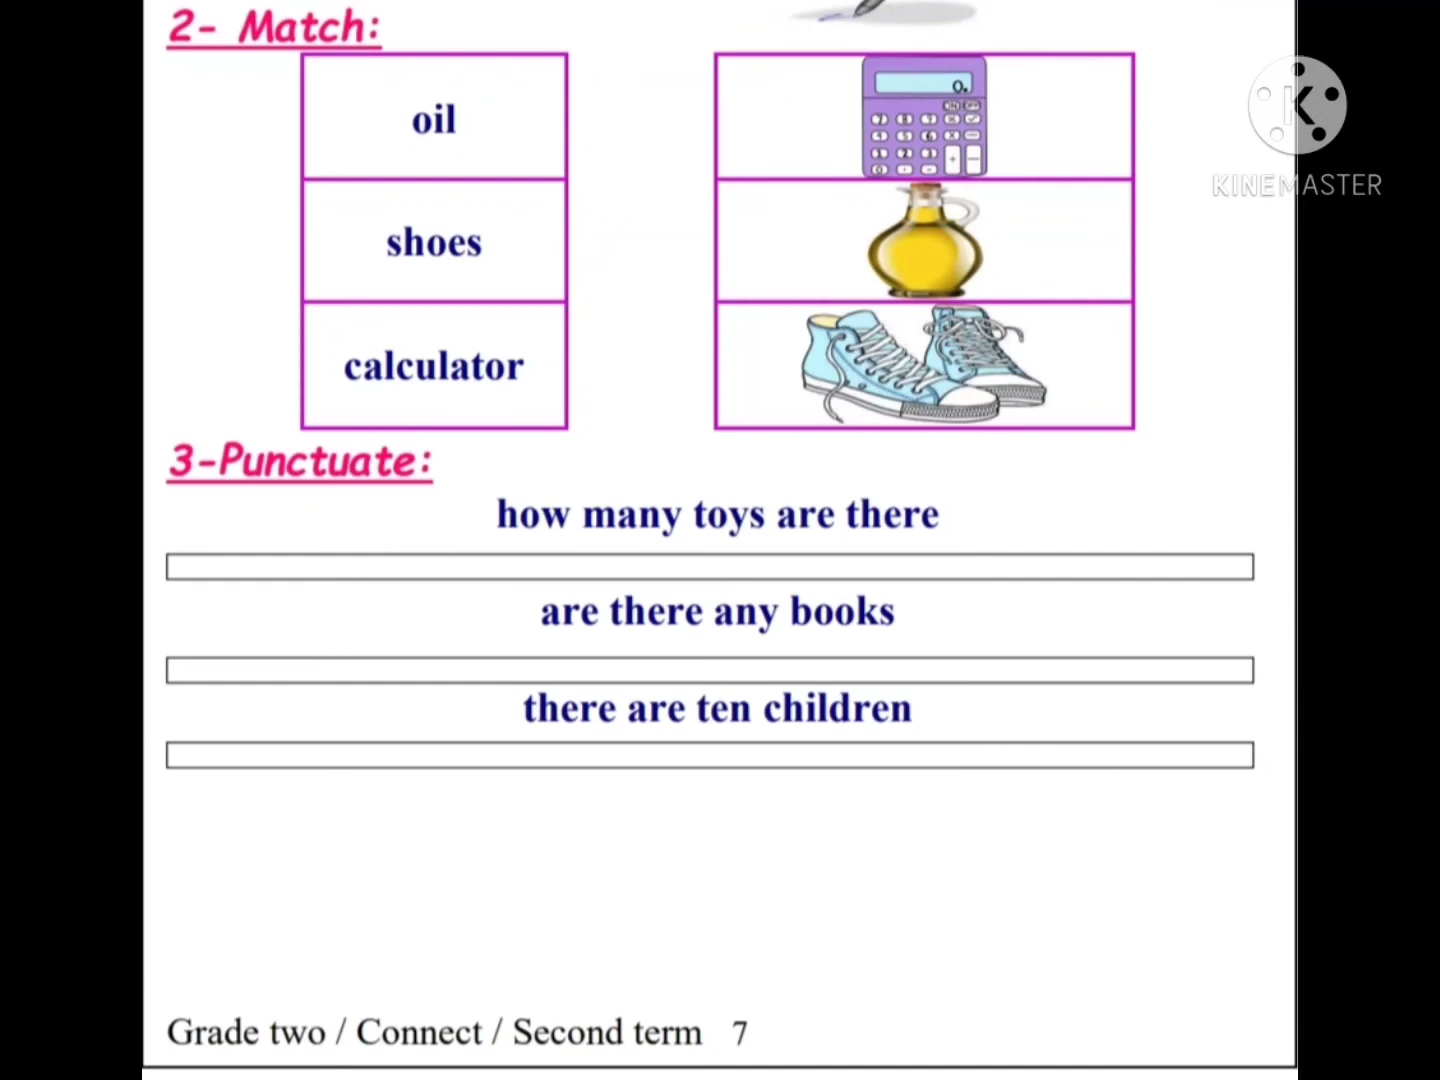 2- Match:
oil
shoes
calculator
0.
K
KINEMASTER
3-Punctuate:
how many toys are there
are there any books
there are ten children
Grade two / Connect / Second term 7